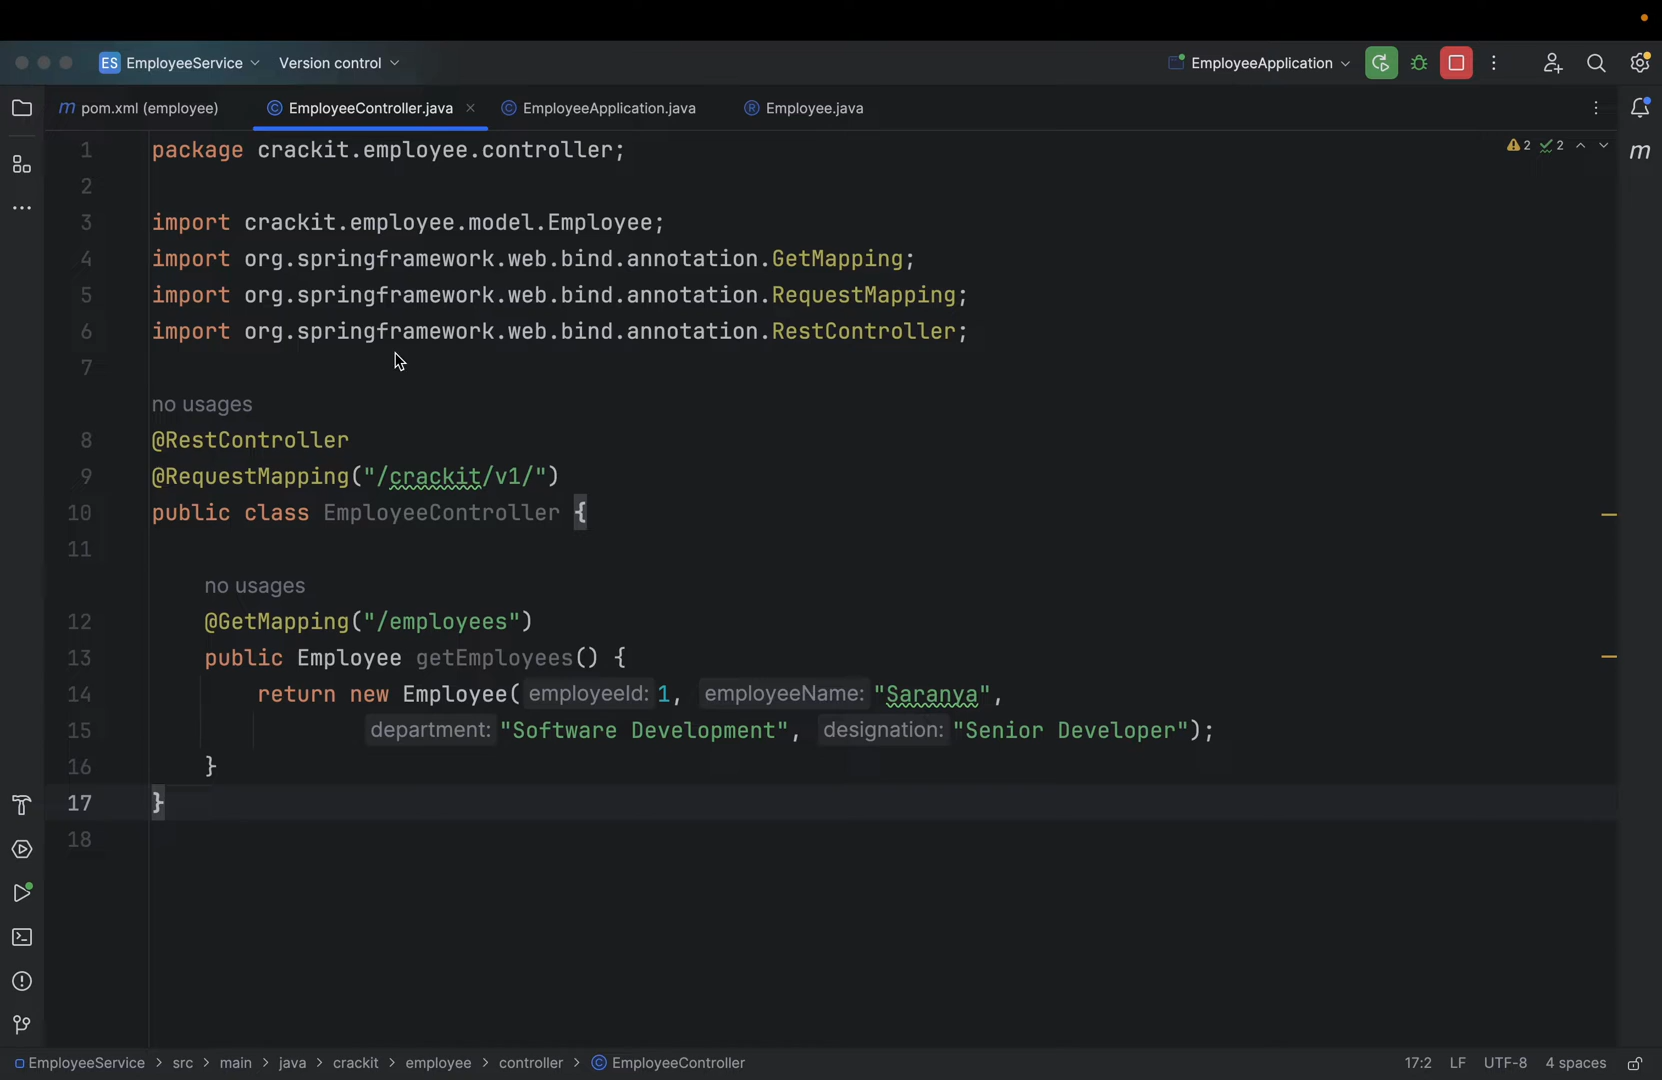 ES EmployeeService Version control EmployeeApplication
m pom.xml (employee) EmployeeController.java EmployeeApplication.java Employee.java
1 package crackit.employee.controller; 2 2
2
3 import crackit.employee.model.Employee;
4 import org.springframework.web.bind.annotation.GetMapping;
5 import org.springframework.web.bind.annotation.RequestMapping;
6 import org.springframework.web.bind.annotation.RestController;
7
no usages
8 @RestController
9 @RequestMapping("/crackit/v1/")
10 public class EmployeeController {
11
no usages
12 @GetMapping("/employees")
13 public Employee getEmployees() {
14 return new Employee( employeeId: 1, employeeName: "Saranya",
15 department: "Software Development", designation: "Senior Developer");
16 }
17 }
18
EmployeeService > src > main > java > crackit > employee > controller > EmployeeController 17:2 LF UTF-8 4 spaces